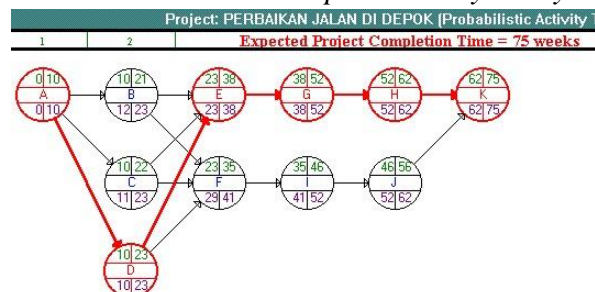 Project: PERBAIKAN JALAN DI DEPOK (Probabilistic Activity T
1 2 Expected Project Completion Time = 75 weeks
0 10 10 21 23 38 38 52 52 62 62 75
A B E G H K
0 10 12 23 23 38 38 52 52 62 62 75
10 22 23 35 35 46 46 56
C F I J
11 23 29 41 41 52 52 62
10 23
D
10 23